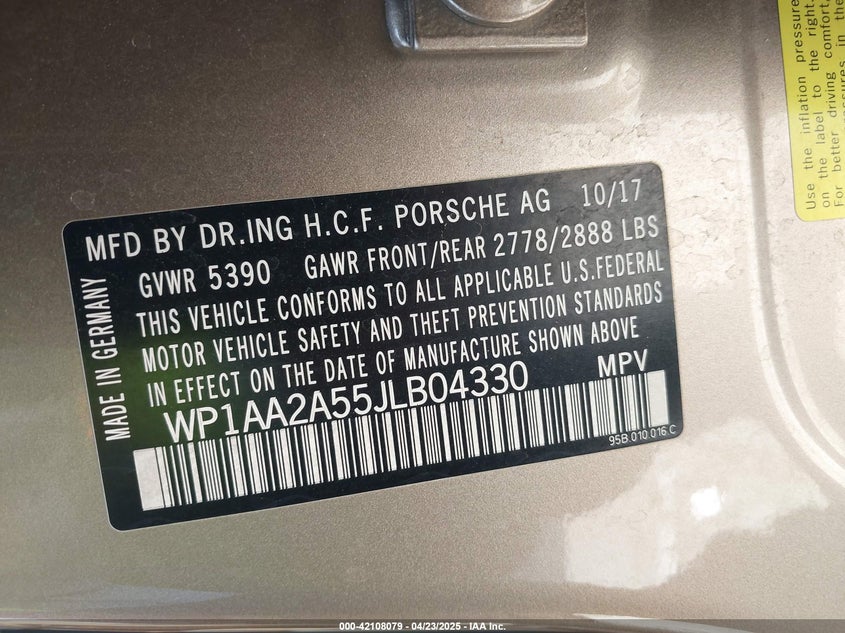 MFD BY DR.ING H.C.F. PORSCHE AG 10/17
GVWR 5390 GAWR FRONT/REAR 2778/2888 LBS
THIS VEHICLE CONFORMS TO ALL APPLICABLE U.S.FEDERAL
MOTOR VEHICLE SAFETY AND THEFT PREVENTION STANDARDS
IN EFFECT ON THE DATE OF MANUFACTURE SHOWN ABOVE
WP1AA2A55JLB04330 MPV
95B.010.016 C
MADE IN GERMANY
Use the inflation pressure
on the label to the right.
For better driving comfort,
in the
000-42108079 - 04/23/2025 - IAA Inc.